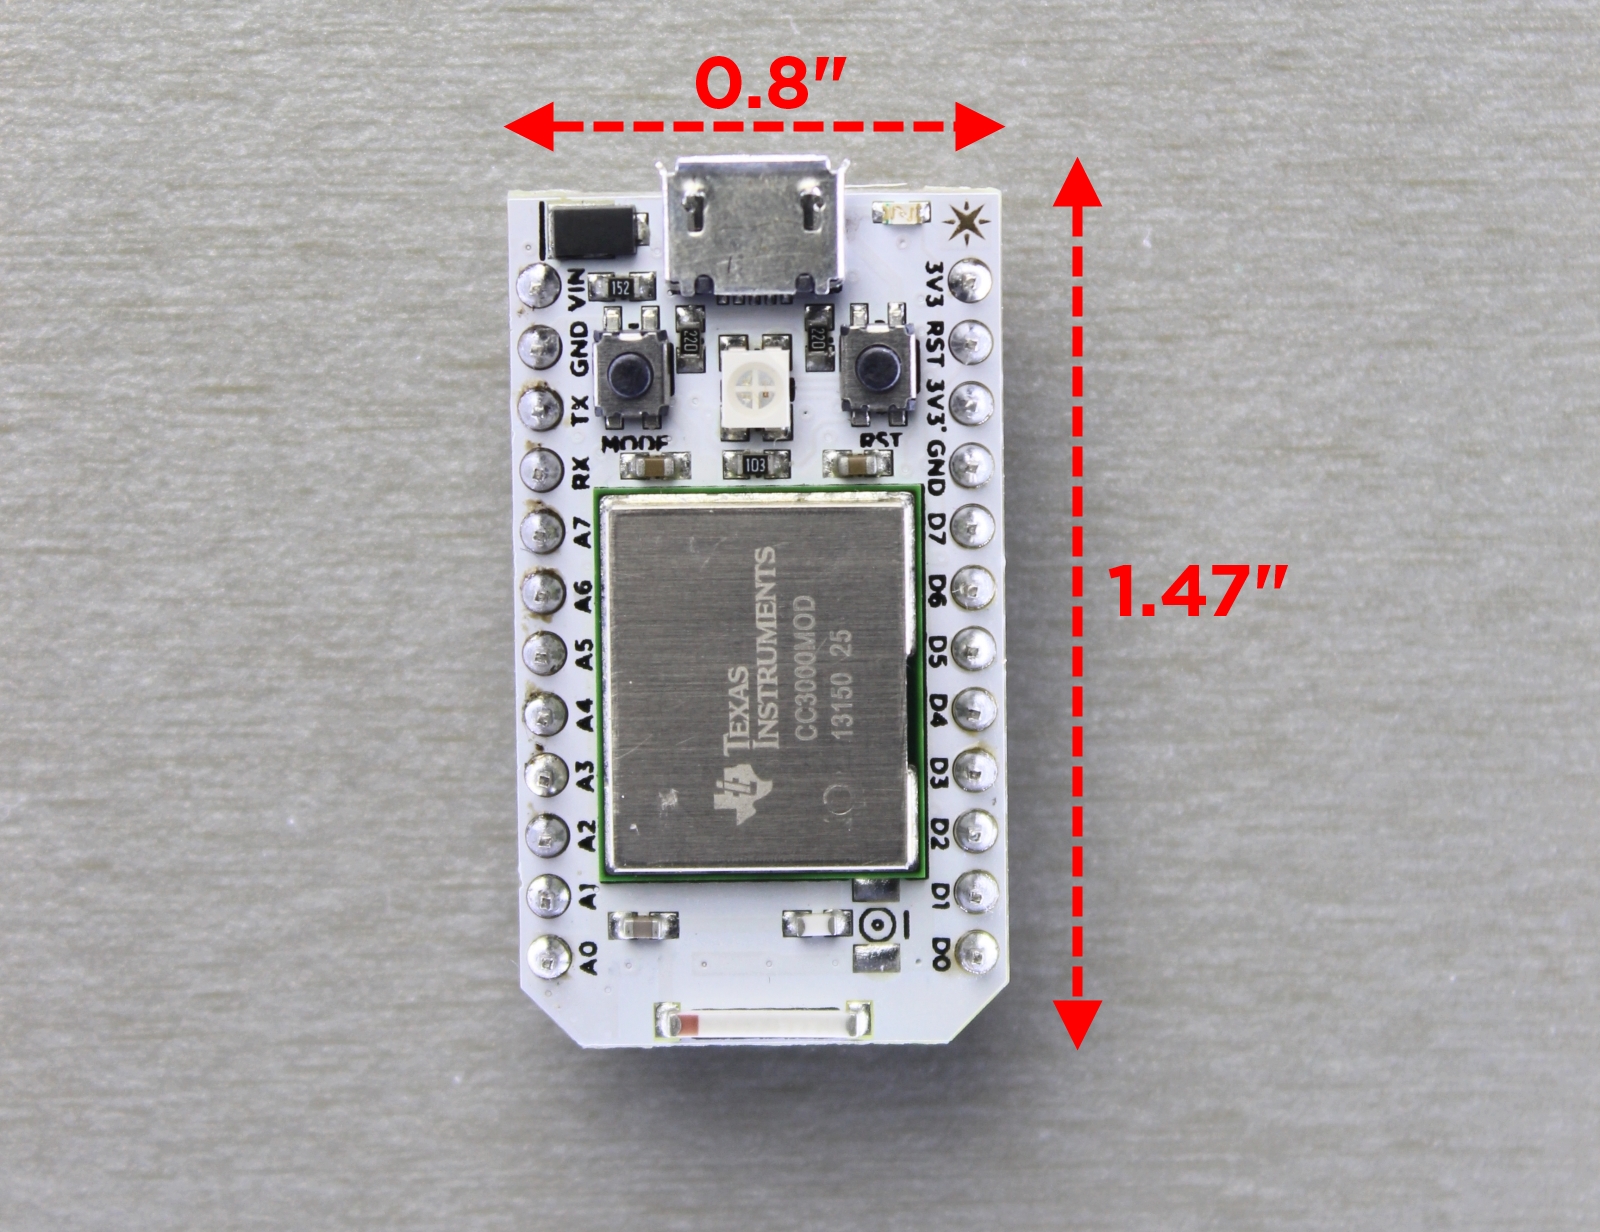 0.8"
1.47"
VIN
GND
TX
RX
A7
A6
A5
A4
A3
A2
A1
A0
152
220
220
MODE
RST
103
3V3
RST
3V3*
GND
D7
D6
D5
D4
D3
D2
D1
D0
TEXAS
INSTRUMENTS
CC3000MOD
13150 25